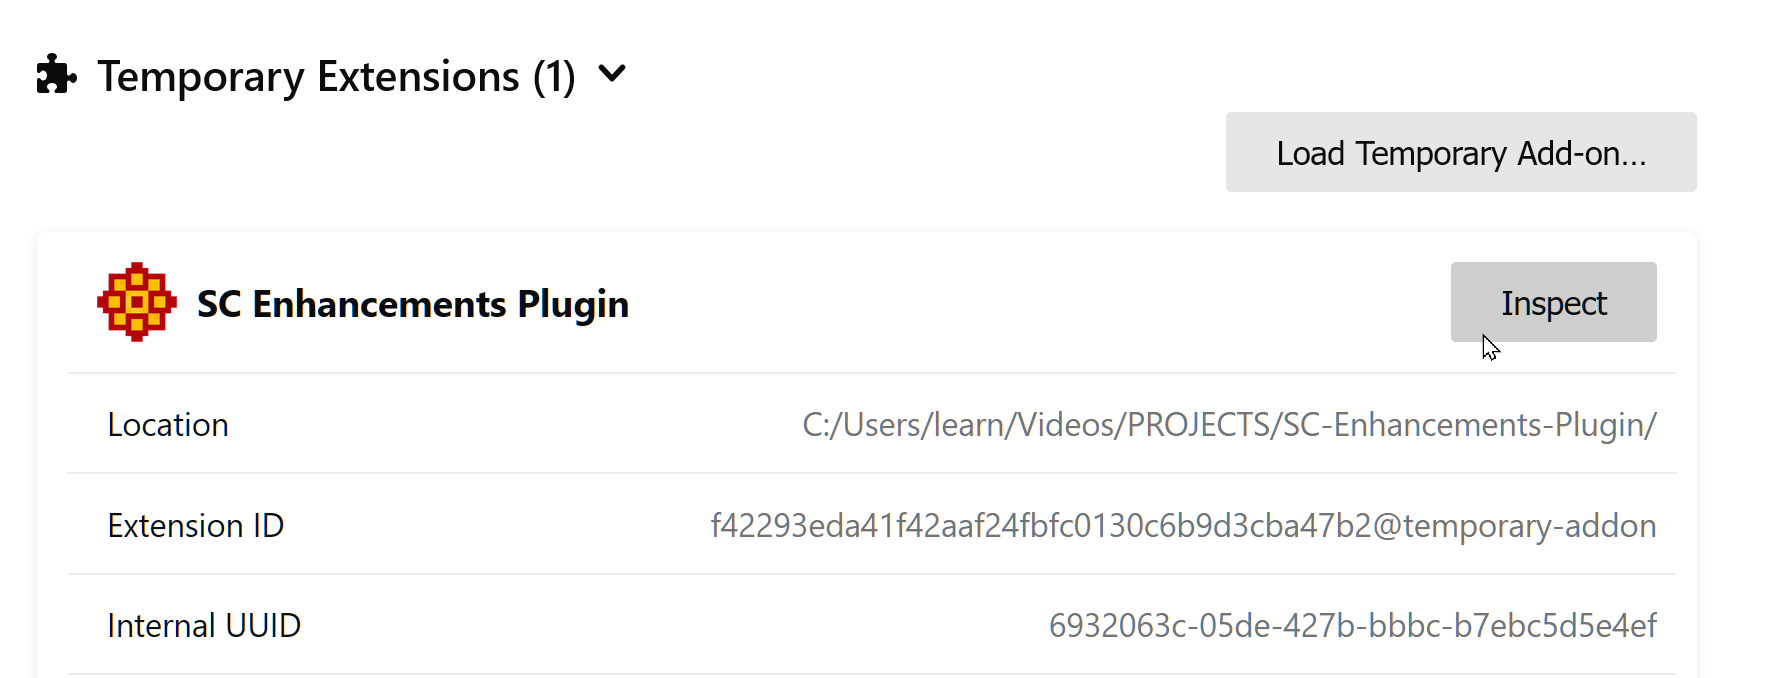 Temporary Extensions (1)
Load Temporary Add-on...
SC Enhancements Plugin
Inspect
Location
C:/Users/learn/Videos/PROJECTS/SC-Enhancements-Plugin/
Extension ID
f42293eda41f42aaf24fbfc0130c6b9d3cba47b2@temporary-addon
Internal UUID
6932063c-05de-427b-bbbc-b7ebc5d5e4ef